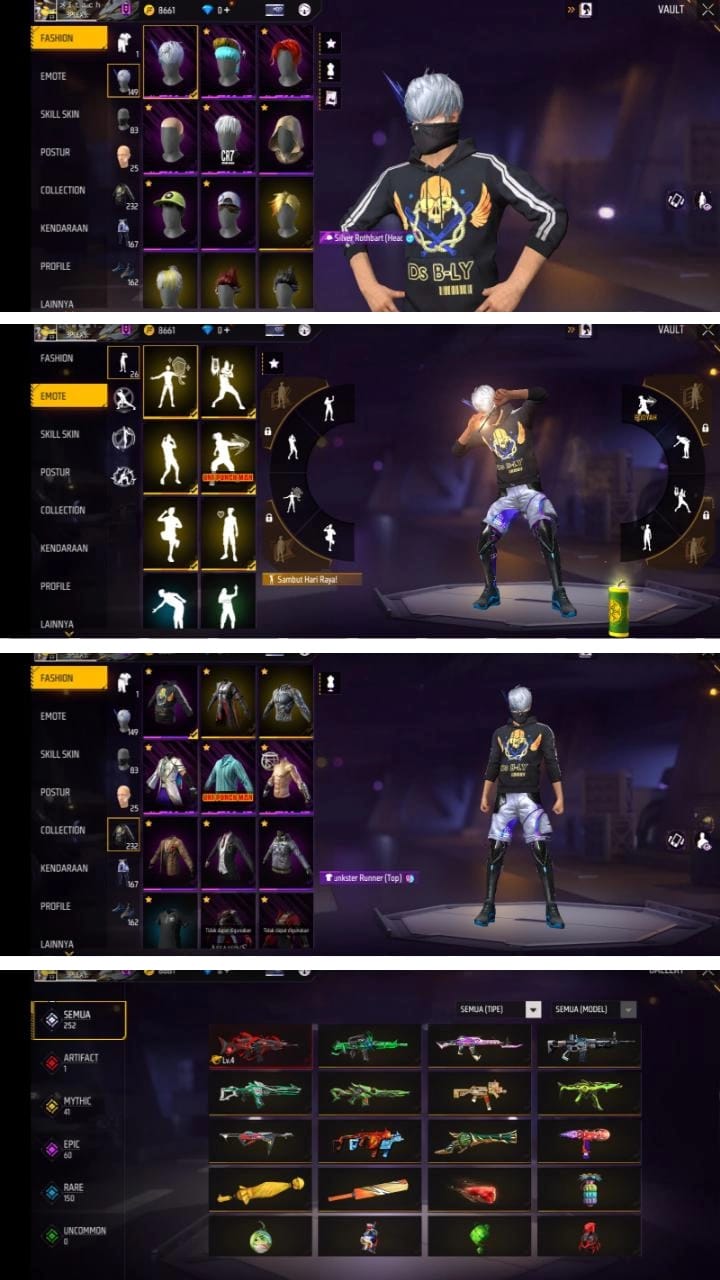 8661
0+
VAULT
FASHION
1
EMOTE
149
SKILL SKIN
83
POSTUR
25
CR7
COLLECTION
232
KENDARAAN
167
Silver Rothbart (Head
Ds B-LY
PROFILE
162
LAINNYA
8661
0+
VAULT
FASHION
26
EMOTE
BOOYAH
SKILL SKIN
POSTUR
ONE PUNCH MAN
COLLECTION
KENDARAAN
Sambut Hari Raya!
PROFILE
LAINNYA
FASHION
1
EMOTE
149
SKILL SKIN
83
POSTUR
25
ONE PUNCH MAN
COLLECTION
232
KENDARAAN
167
unkster Runner (Top)
PROFILE
162
Tidak dapat digunakan
Tidak dapat digunakan
LAINNYA
GALLERY
SEMUA
252
SEMUA (TIPE)
SEMUA (MODEL)
ARTIFACT
1
Lv.4
MYTHIC
41
EPIC
60
RARE
150
UNCOMMON
0